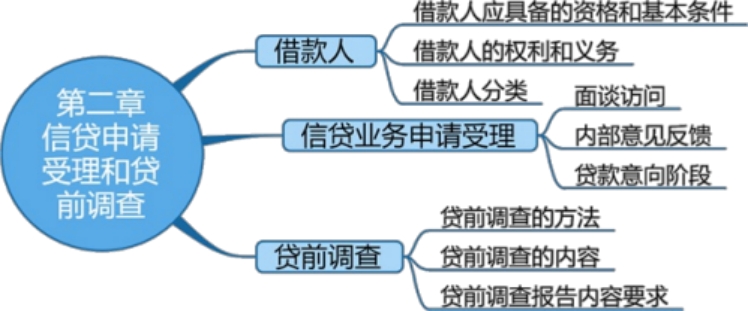 第二章
信贷申请
受理和贷
前调查
借款人
借款人应具备的资格和基本条件
借款人的权利和义务
借款人分类
信贷业务申请受理
面谈访问
内部意见反馈
贷款意向阶段
贷前调查
贷前调查的方法
贷前调查的内容
贷前调查报告内容要求